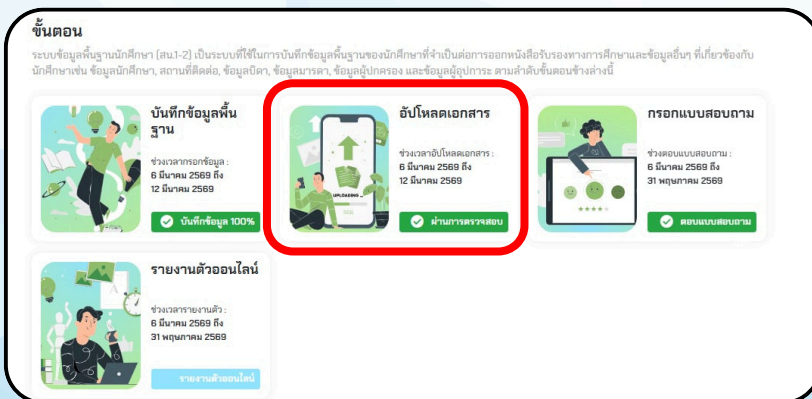 ขั้นตอน
ระบบข้อมูลพื้นฐานนักศึกษา (สน.1-2) เป็นระบบที่ใช้ในการบันทึกข้อมูลพื้นฐานของนักศึกษาที่จำเป็นต่อการออกหนังสือรับรองทางการศึกษาและข้อมูลอื่นๆ ที่เกี่ยวข้องกับ
นักศึกษาเช่น ข้อมูลนักศึกษา, สถานที่ติดต่อ, ข้อมูลบิดา, ข้อมูลมารดา, ข้อมูลผู้ปกครอง และข้อมูลผู้อุปการะ ตามลำดับขั้นตอนข้างล่างนี้
บันทึกข้อมูลพื้น
ฐาน
ช่วงเวลากรอกข้อมูล :
6 มีนาคม 2569 ถึง
12 มีนาคม 2569
บันทึกข้อมูล 100%
อัปโหลดเอกสาร
ช่วงเวลาอัปโหลดเอกสาร :
6 มีนาคม 2569 ถึง
12 มีนาคม 2569
UPLOADING
ผ่านการตรวจสอบ
กรอกแบบสอบถาม
ช่วงตอบแบบสอบถาม :
6 มีนาคม 2569 ถึง
31 พฤษภาคม 2569
ตอบแบบสอบถาม
รายงานตัวออนไลน์
ช่วงเวลารายงานตัว :
6 มีนาคม 2569 ถึง
31 พฤษภาคม 2569
รายงานตัวออนไลน์